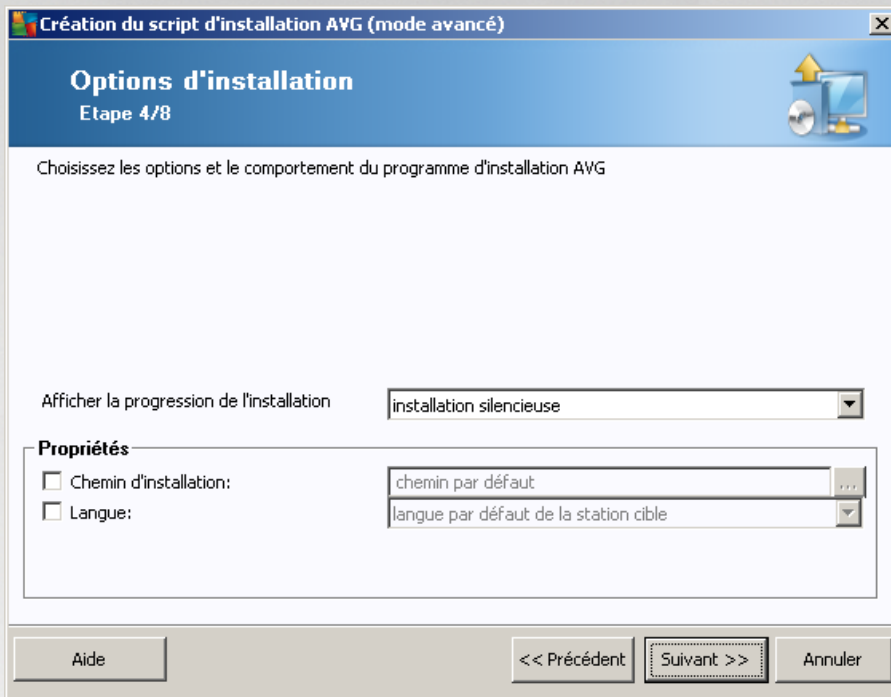 Création du script d'installation AVG (mode avancé)
Options d'installation
Etape 4/8
Choisissez les options et le comportement du programme d'installation AVG
Afficher la progression de l'installation
installation silencieuse
Propriétés
Chemin d'installation:
chemin par défaut
...
Langue:
langue par défaut de la station cible
Aide
<< Précédent
Suivant >>
Annuler